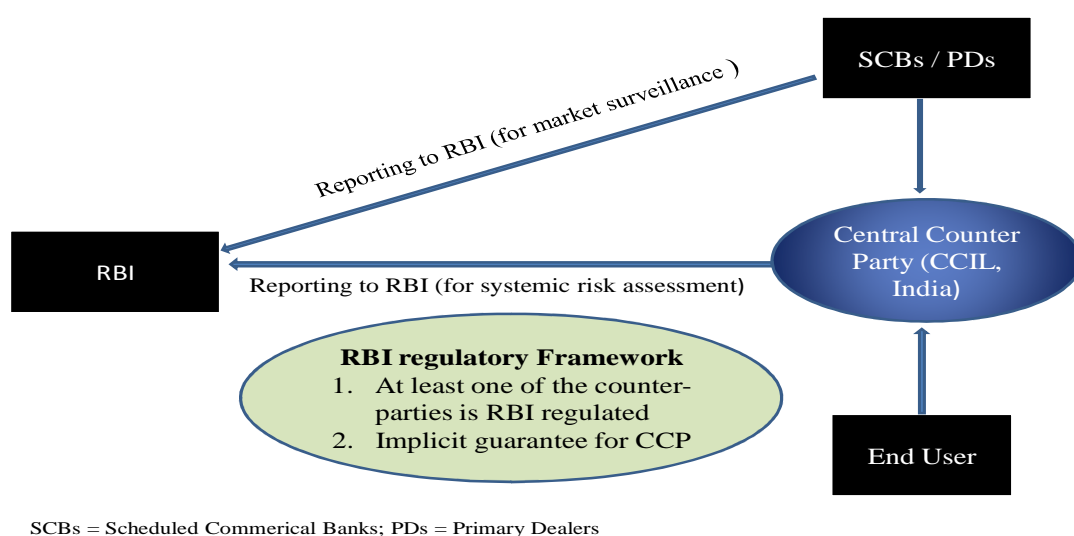 SCBs / PDs
Reporting to RBI (for market surveillance )
Central Counter
Party (CCIL,
India)
RBI
Reporting to RBI (for systemic risk assessment)
RBI regulatory Framework
1. At least one of the counter-
parties is RBI regulated
2. Implicit guarantee for CCP
End User
SCBs = Scheduled Commerical Banks; PDs = Primary Dealers